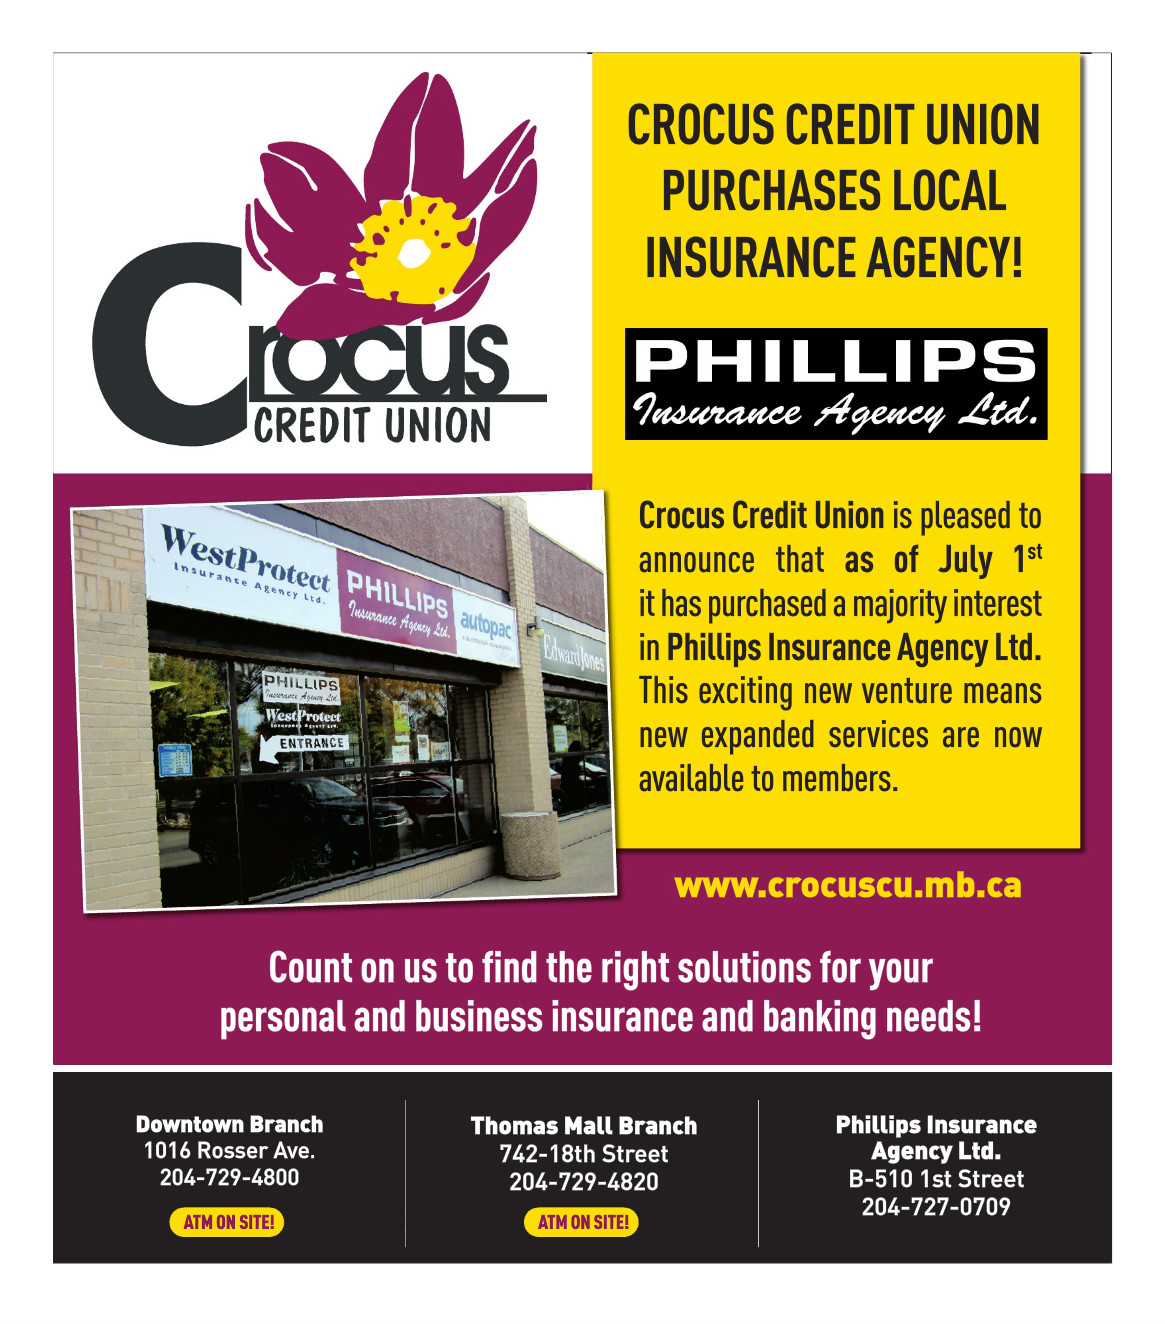 Crocus
CREDIT UNION
CROCUS CREDIT UNION
PURCHASES LOCAL
INSURANCE AGENCY!
PHILLIPS
Insurance Agency Ltd.
WestProtect
Insurance Agency Ltd.
PHILLIPS
Insurance Agency Ltd.
autopac
Edward Jones
PHILLIPS
Insurance Agency Ltd.
WestProtect
Insurance Agency Ltd.
ENTRANCE
Crocus Credit Union is pleased to
announce that as of July 1st
it has purchased a majority interest
in Phillips Insurance Agency Ltd.
This exciting new venture means
new expanded services are now
available to members.
www.crocuscu.mb.ca
Count on us to find the right solutions for your
personal and business insurance and banking needs!
Downtown Branch
1016 Rosser Ave.
204-729-4800
ATM ON SITE!
Thomas Mall Branch
742-18th Street
204-729-4820
ATM ON SITE!
Phillips Insurance
Agency Ltd.
B-510 1st Street
204-727-0709